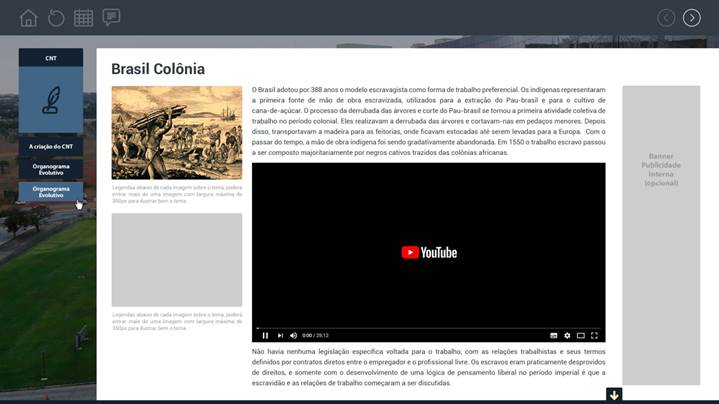 CNT
A criação do CNT
Organograma
Evolutivo
Organograma
Evolutivo
Brasil Colônia
Legendas abaixo de cada imagem sobre o tema, poderá
entrar mais de uma imagem com largura máxima de
350px para ilustrar bem o tema.
Legendas abaixo de cada imagem sobre o tema, poderá
entrar mais de uma imagem com largura máxima de
350px para ilustrar bem o tema.
O Brasil adotou por 388 anos o modelo escravagista como forma de trabalho preferencial. Os indígenas representaram
a primeira fonte de mão de obra escravizada, utilizados para a extração do Pau-brasil e para o cultivo de
cana-de-açúcar. O processo da derrubada das árvores e corte do Pau-brasil se tornou a primeira atividade coletiva de
trabalho no período colonial. Eles realizavam a derrubada das árvores e cortavam-nas em pedaços menores. Depois
disso, transportavam a madeira para as feitorias, onde ficavam estocadas até serem levadas para a Europa. Com o
passar do tempo, a mão de obra indígena foi sendo gradativamente abandonada. Em 1550 o trabalho escravo passou
a ser composto majoritariamente por negros cativos trazidos das colônias africanas.
YouTube
0:00 / 23:12
Não havia nenhuma legislação específica voltada para o trabalho, com as relações trabalhistas e seus termos
definidos por contratos diretos entre o empregador e o profissional livre. Os escravos eram praticamente desprovidos
de direitos, e somente com o desenvolvimento de uma lógica de pensamento liberal no período imperial é que a
escravidão e as relações de trabalho começaram a ser discutidas.
Banner
Publicidade
Interna
(opcional)